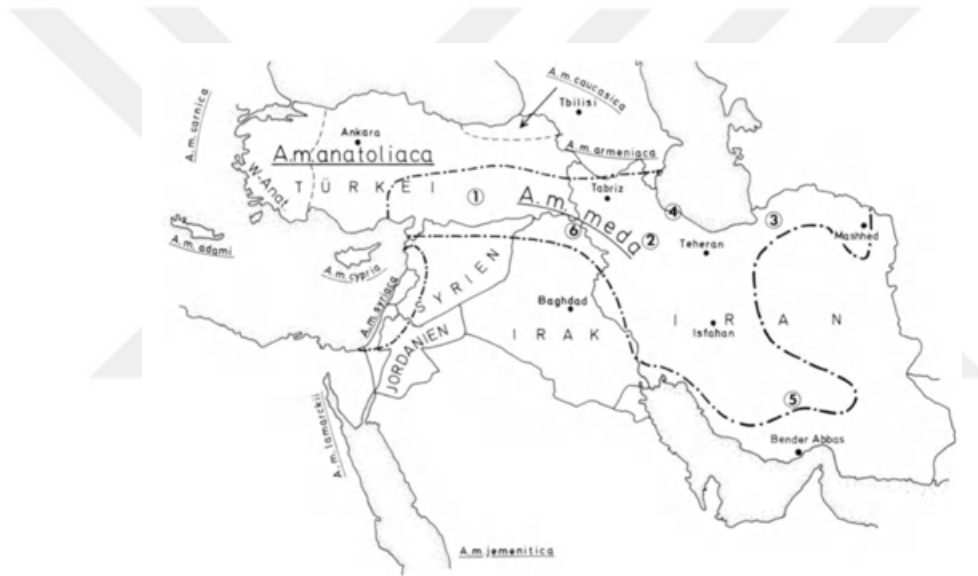 A.m. carnica
A.m. caucasica
Tbilisi
Ankara
A.m. anatoliaca
A.m. armeniaca
W-Anat.
TÜRKEI
①
Tabriz
A.m. meda
④
③
Mashhed
⑥
②
Teheran
A.m. adami
A.m. cypria
A.m. syriaca
SYRIEN
Baghdad
IRAK
IRAN
Isfahan
JORDANIEN
⑤
Bender Abbas
A.m. lamarckii
A.m. jemenitica